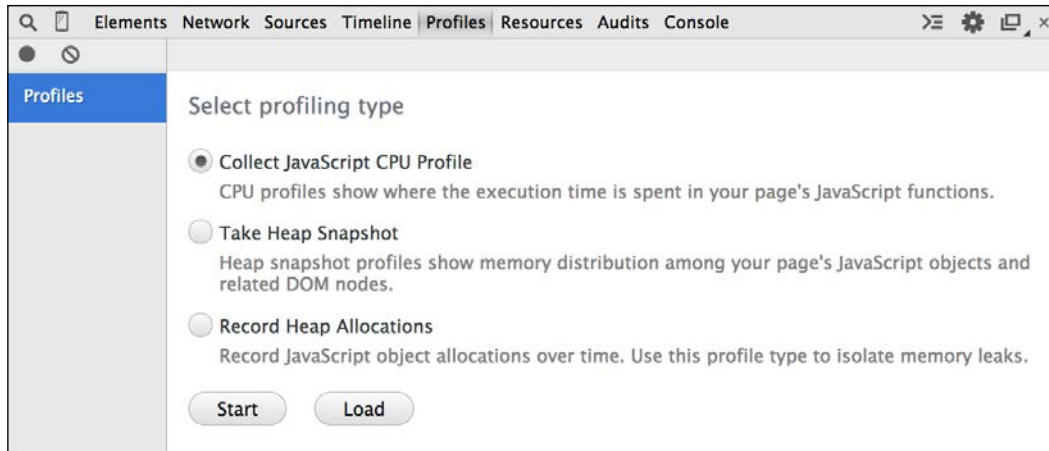 Elements Network Sources Timeline Profiles Resources Audits Console
Profiles
Select profiling type
Collect JavaScript CPU Profile
CPU profiles show where the execution time is spent in your page's JavaScript functions.
Take Heap Snapshot
Heap snapshot profiles show memory distribution among your page's JavaScript objects and
related DOM nodes.
Record Heap Allocations
Record JavaScript object allocations over time. Use this profile type to isolate memory leaks.
Start Load